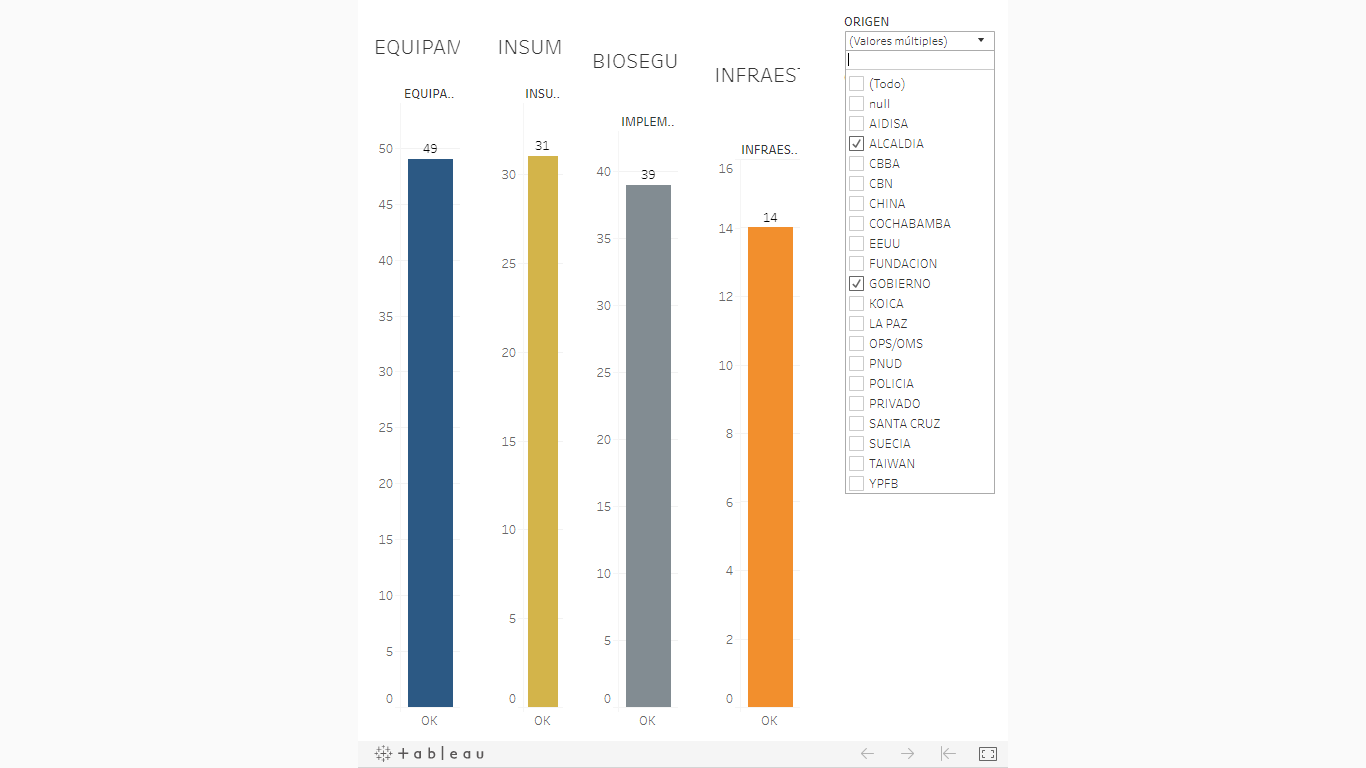 EQUIPAM
EQUIPA..
49
50
45
40
35
30
25
20
15
10
5
0
OK
INSUM
INSU..
31
30
25
20
15
10
5
0
OK
BIOSEGU
IMPLEM..
39
40
35
30
25
20
15
10
5
0
OK
INFRAEST
INFRAES..
14
16
14
12
10
8
6
4
2
0
OK
ORIGEN
(Valores múltiples)
(Todo)
null
AIDISA
ALCALDIA
CBBA
CBN
CHINA
COCHABAMBA
EEUU
FUNDACION
GOBIERNO
KOICA
LA PAZ
OPS/OMS
PNUD
POLICIA
PRIVADO
SANTA CRUZ
SUECIA
TAIWAN
YPFB
+ableau